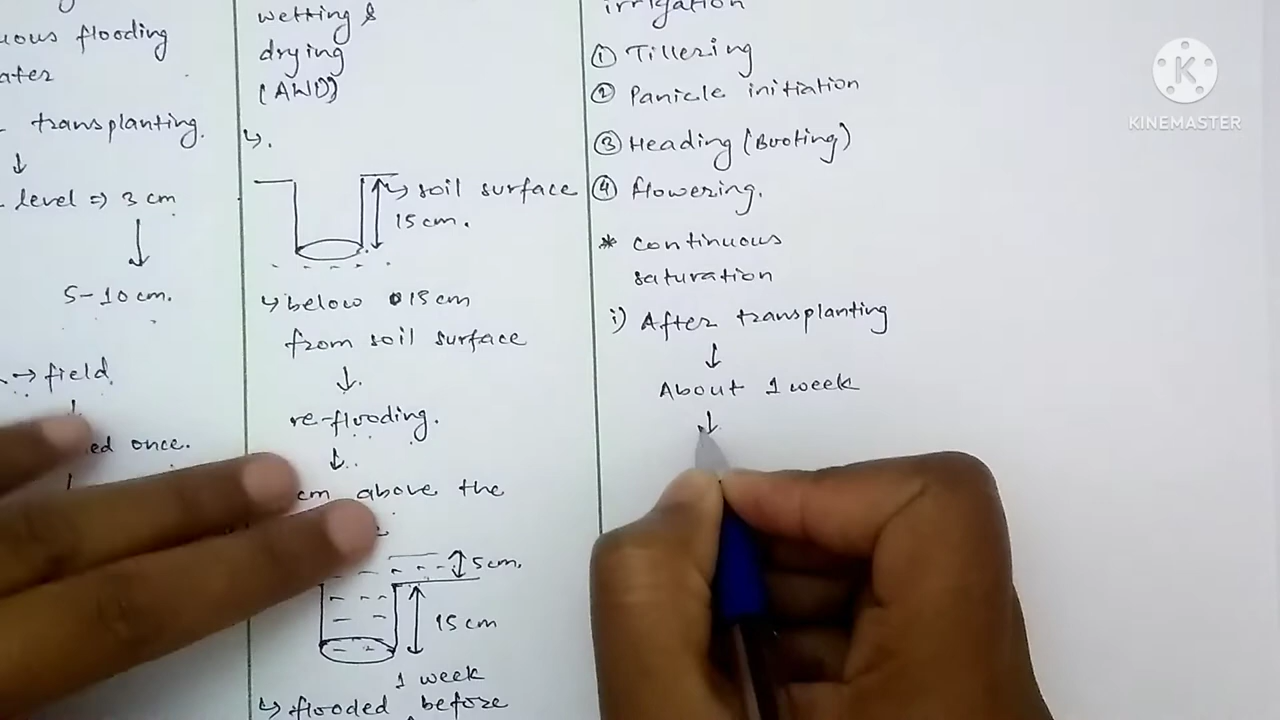 uous flooding
ater
transplanting.
level ⇒ 3 cm
5-10 cm.
→ field.
ed once.
wetting &
drying
(AWD)
↳.
↳ soil surface
15 cm.
↳ below 15 cm
from soil surface
↓.
re-flooding.
↓..
cm above the
5cm.
15 cm
1 week
↳ flooded before
irrigation
① Tillering
② Panicle initiation
③ Heading (Booting)
④ flowering.
* continuous
saturation
i) After transplanting
↓
About 1 week
↓
KINEMASTER